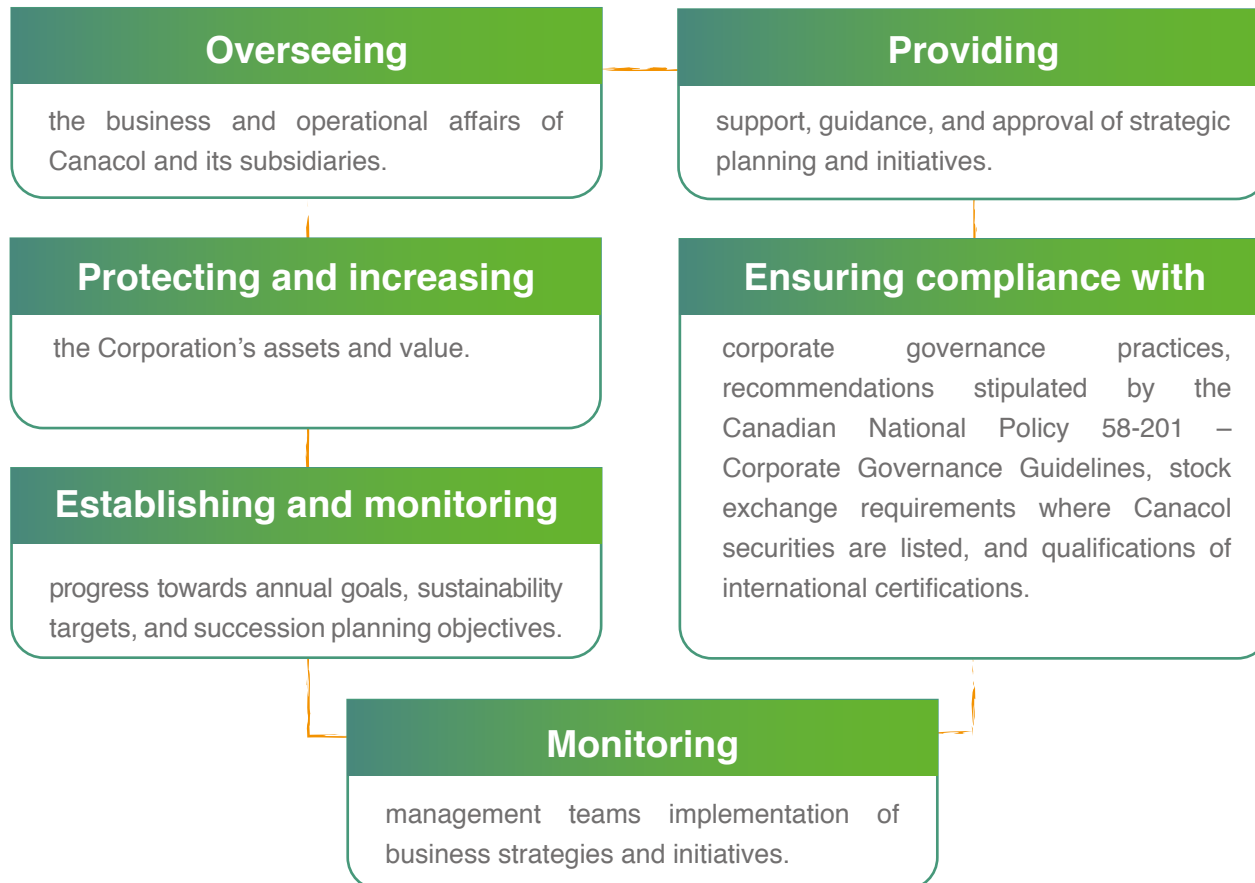 Overseeing
the business and operational affairs of
Canacol and its subsidiaries.
Providing
support, guidance, and approval of strategic
planning and initiatives.
Protecting and increasing
the Corporation’s assets and value.
Ensuring compliance with
corporate governance practices,
recommendations stipulated by the
Canadian National Policy 58-201 –
Corporate Governance Guidelines, stock
exchange requirements where Canacol
securities are listed, and qualifications of
international certifications.
Establishing and monitoring
progress towards annual goals, sustainability
targets, and succession planning objectives.
Monitoring
management teams implementation of
business strategies and initiatives.